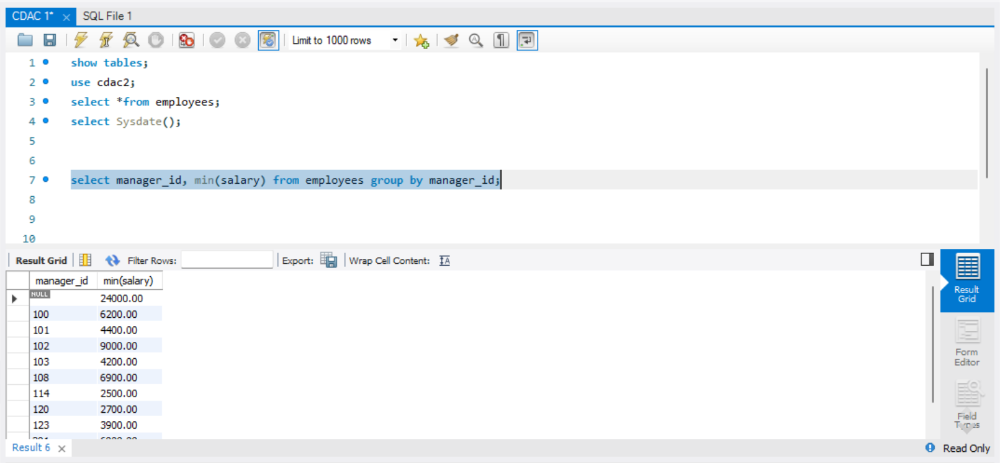 CDAC 1* SQL File 1
Limit to 1000 rows
1 show tables;
2 use cdac2;
3 select *from employees;
4 select Sysdate();
5
6
7 select manager_id, min(salary) from employees group by manager_id;
8
9
10
Result Grid Filter Rows: Export: Wrap Cell Content:
manager_id min(salary)
NULL 24000.00
100 6200.00
101 4400.00
102 9000.00
103 4200.00
108 6900.00
114 2500.00
120 2700.00
123 3900.00
Result
Grid
Form
Editor
Field
Types
Result 6 Read Only